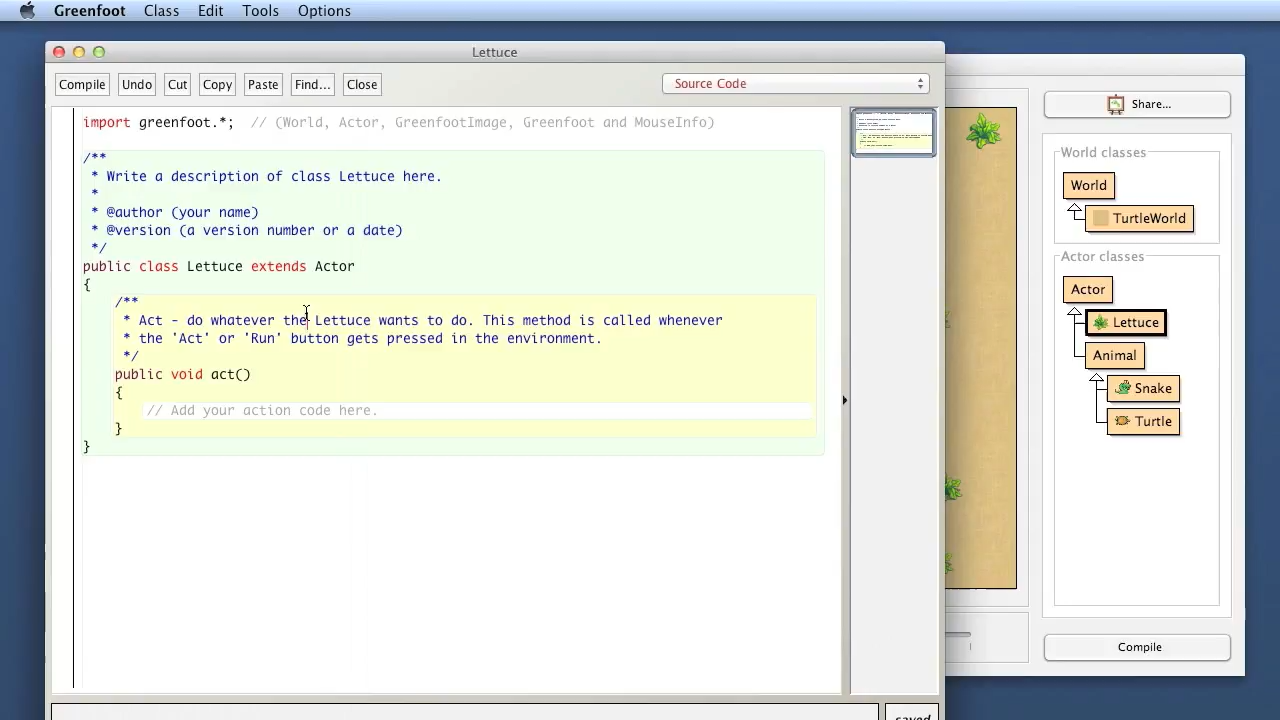 Greenfoot Class Edit Tools Options
Lettuce
Compile Undo Cut Copy Paste Find... Close Source Code
import greenfoot.*;  // (World, Actor, GreenfootImage, Greenfoot and MouseInfo)
/**
 * Write a description of class Lettuce here.
 *
 * @author (your name)
 * @version (a version number or a date)
 */
public class Lettuce extends Actor
{
    /**
     * Act - do whatever the Lettuce wants to do. This method is called whenever
     * the 'Act' or 'Run' button gets pressed in the environment.
     */
    public void act()
    {
        // Add your action code here.
    }
}
saved
Share...
World classes
World
TurtleWorld
Actor classes
Actor
Lettuce
Animal
Snake
Turtle
Compile